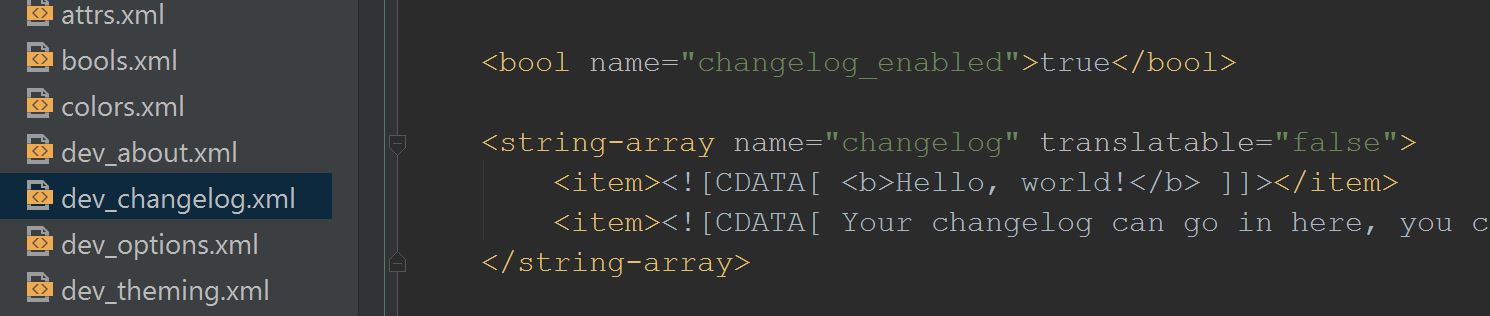 attrs.xml
bools.xml
colors.xml
dev_about.xml
dev_changelog.xml
dev_options.xml
dev_theming.xml
<bool name="changelog_enabled">true</bool>
<string-array name="changelog" translatable="false">
<item><![CDATA[ <b>Hello, world!</b> ]]></item>
<item><![CDATA[ Your changelog can go in here, you c
</string-array>